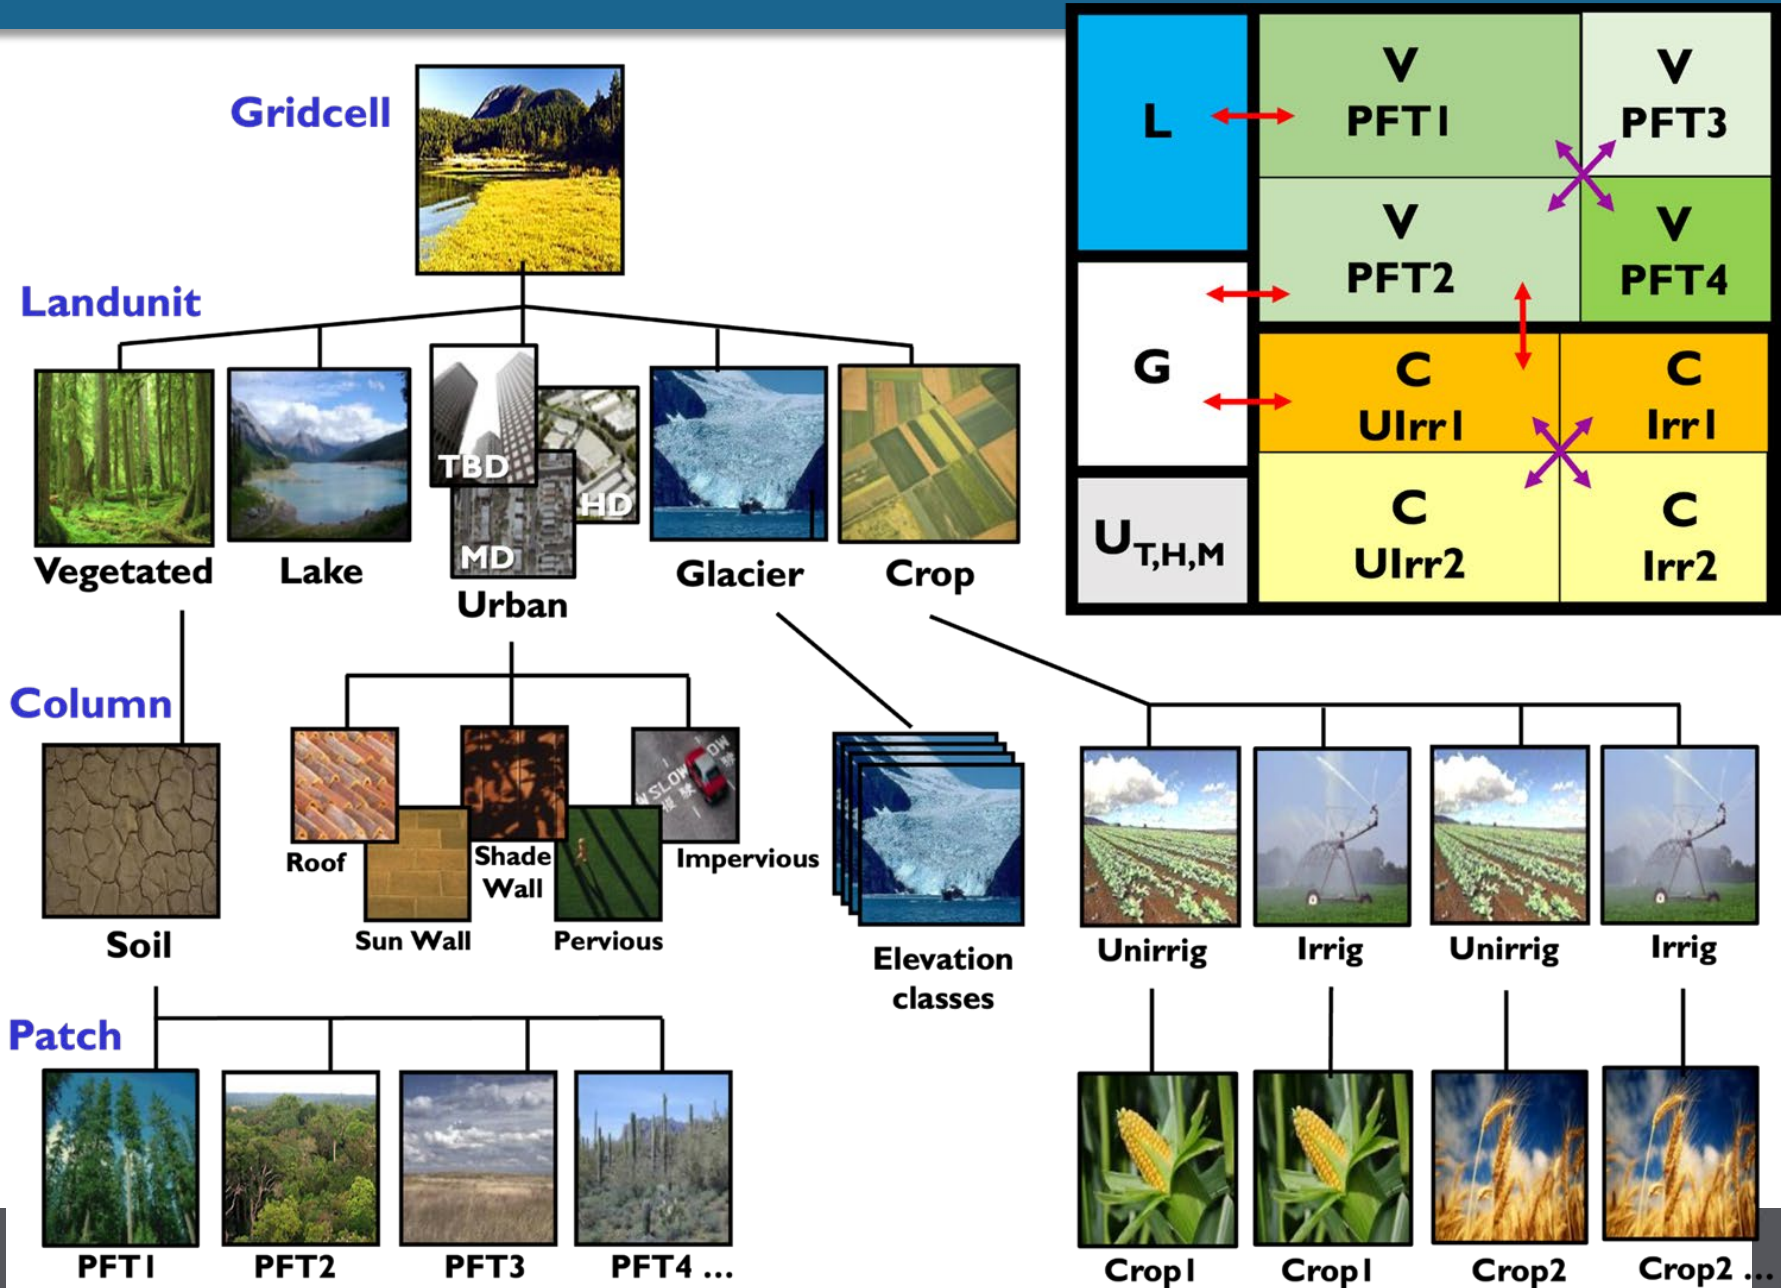 Gridcell
Landunit
TBD
HD
MD
Vegetated
Lake
Urban
Glacier
Crop
L
V
PFT1
V
PFT3
V
PFT2
V
PFT4
G
C
UIrr1
C
Irr1
U T,H,M
C
UIrr2
C
Irr2
Column
SLOW
Soil
Roof
Sun Wall
Shade
Wall
Pervious
Impervious
Elevation
classes
Unirrig
Irrig
Unirrig
Irrig
Patch
PFT1
PFT2
PFT3
PFT4 ...
Crop1
Crop1
Crop2
Crop2 ...